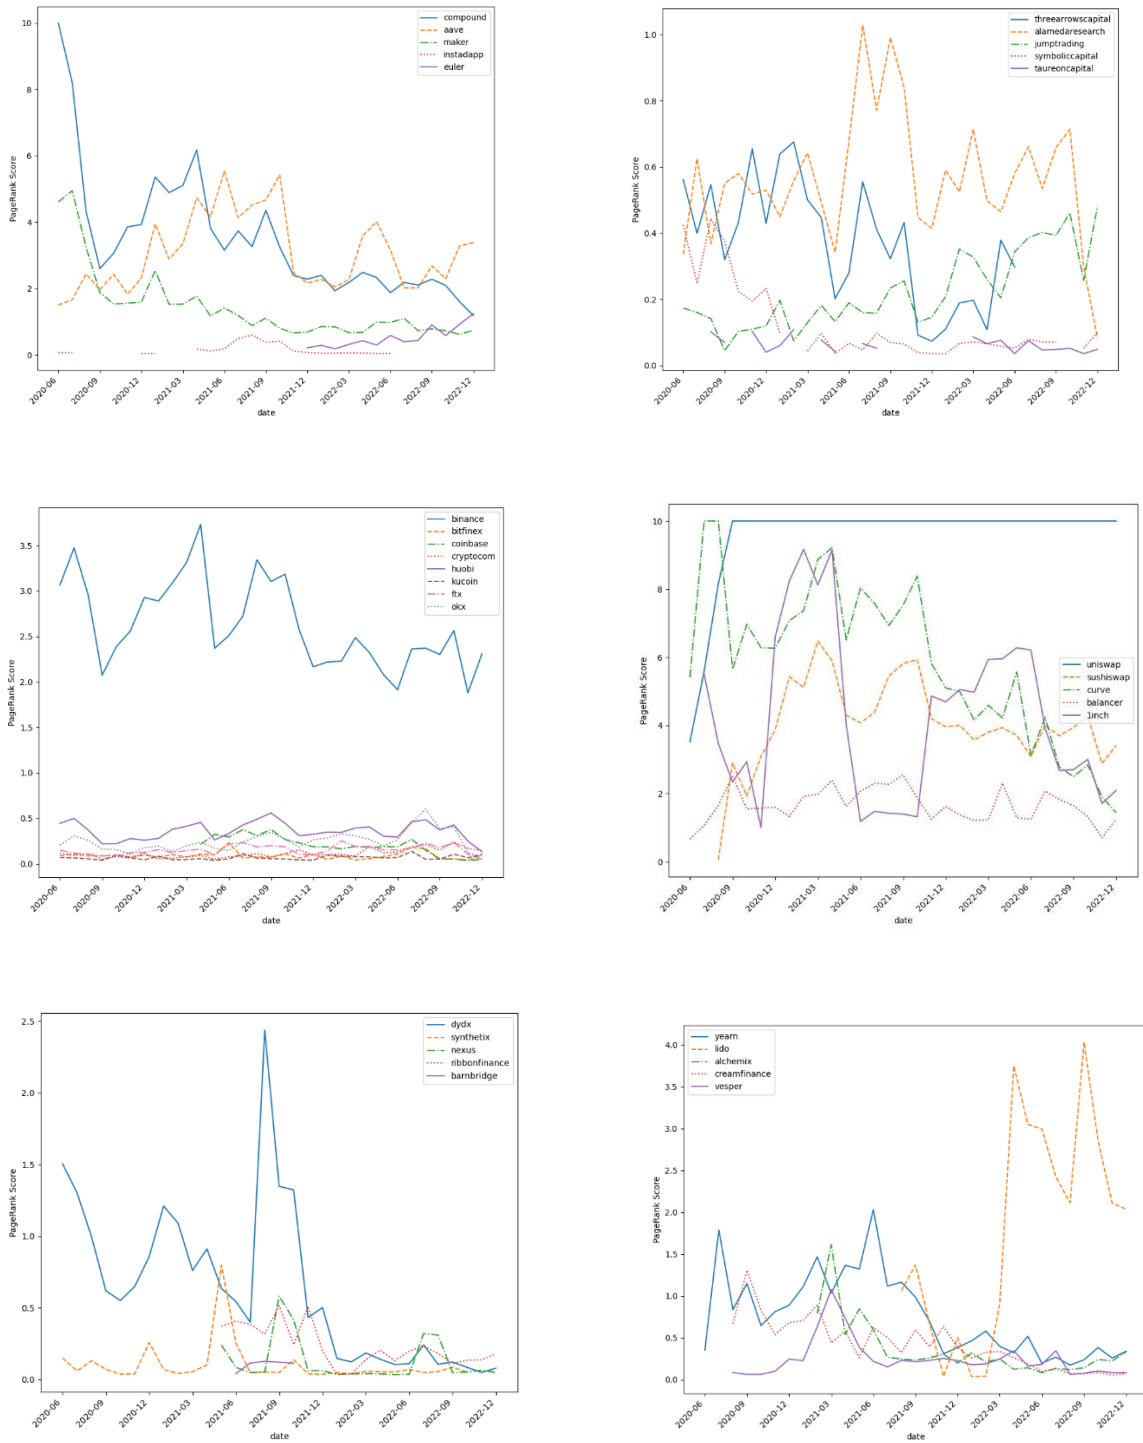 compound
aave
maker
instadapp
euler
10
8
6
4
2
0
PageRank Score
2020-06
2020-09
2020-12
2021-03
2021-06
2021-09
2021-12
2022-03
2022-06
2022-09
2022-12
date
threearrowscapital
alamedaresearch
jumptrading
symboliccapital
taureoncapital
1.0
0.8
0.6
0.4
0.2
0.0
PageRank Score
2020-06
2020-09
2020-12
2021-03
2021-06
2021-09
2021-12
2022-03
2022-06
2022-09
2022-12
date
binance
bitfinex
coinbase
cryptocom
huobi
kucoin
ftx
okx
3.5
3.0
2.5
2.0
1.5
1.0
0.5
0.0
PageRank Score
2020-06
2020-09
2020-12
2021-03
2021-06
2021-09
2021-12
2022-03
2022-06
2022-09
2022-12
date
10
8
6
4
2
0
PageRank Score
uniswap
sushiswap
curve
balancer
1inch
2020-06
2020-09
2020-12
2021-03
2021-06
2021-09
2021-12
2022-03
2022-06
2022-09
2022-12
date
dydx
synthetix
nexus
ribbonfinance
barnbridge
2.5
2.0
1.5
1.0
0.5
0.0
PageRank Score
2020-06
2020-09
2020-12
2021-03
2021-06
2021-09
2021-12
2022-03
2022-06
2022-09
2022-12
date
yearn
lido
alchemix
creamfinance
vesper
4.0
3.5
3.0
2.5
2.0
1.5
1.0
0.5
0.0
PageRank Score
2020-06
2020-09
2020-12
2021-03
2021-06
2021-09
2021-12
2022-03
2022-06
2022-09
2022-12
date